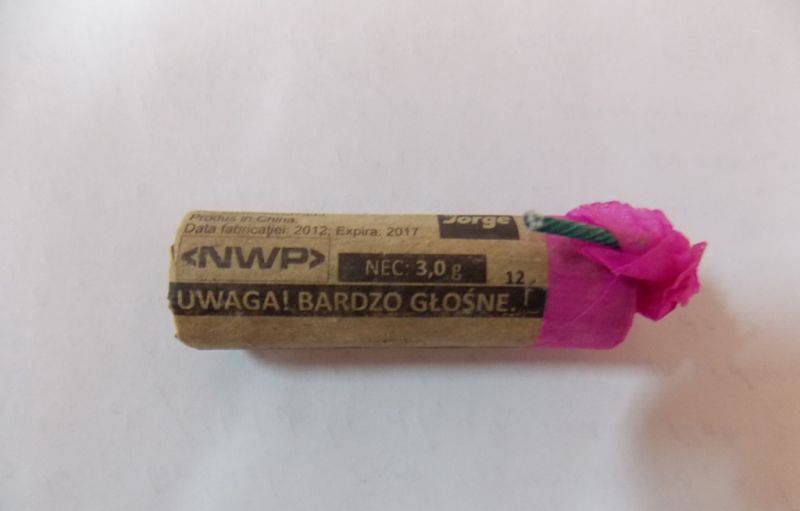 Produs in China.
Data fabricației: 2012; Expira: 2017
Jorge
<NWP>
NEC: 3,0 g
12
UWAGA! BARDZO GŁOŚNE.